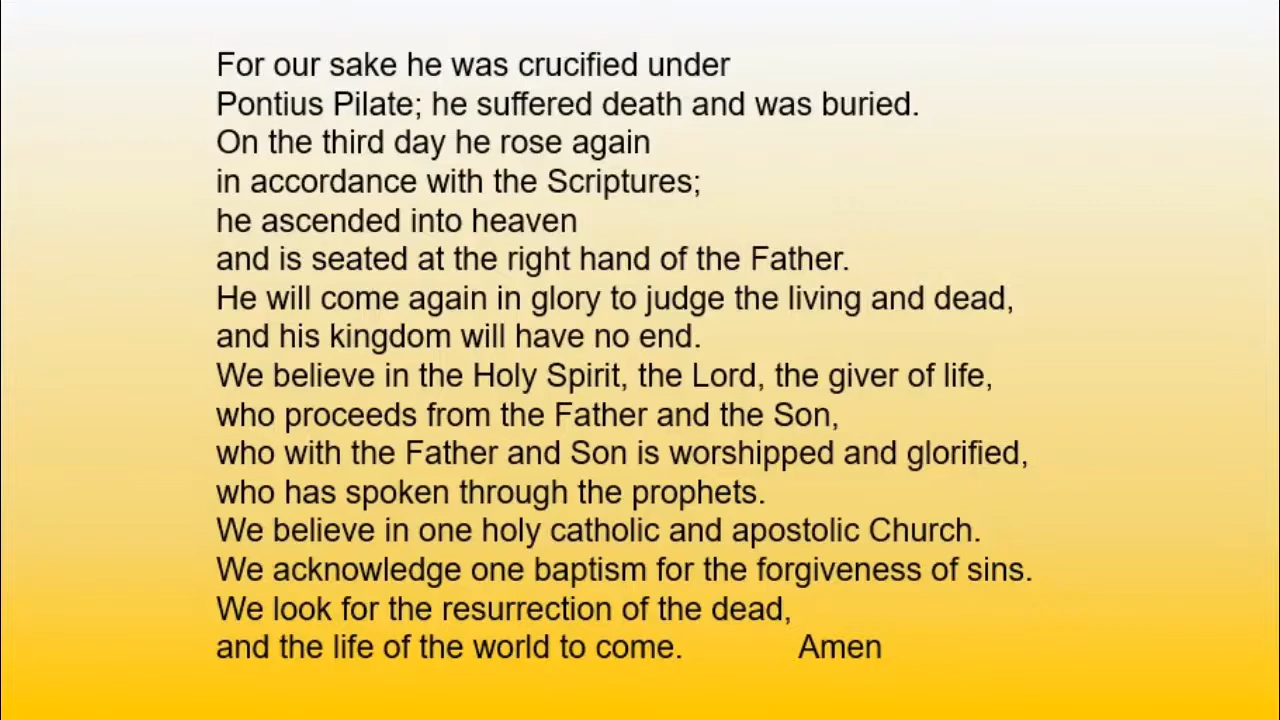 For our sake he was crucified under
Pontius Pilate; he suffered death and was buried.
On the third day he rose again
in accordance with the Scriptures;
he ascended into heaven
and is seated at the right hand of the Father.
He will come again in glory to judge the living and dead,
and his kingdom will have no end.
We believe in the Holy Spirit, the Lord, the giver of life,
who proceeds from the Father and the Son,
who with the Father and Son is worshipped and glorified,
who has spoken through the prophets.
We believe in one holy catholic and apostolic Church.
We acknowledge one baptism for the forgiveness of sins.
We look for the resurrection of the dead,
and the life of the world to come. Amen